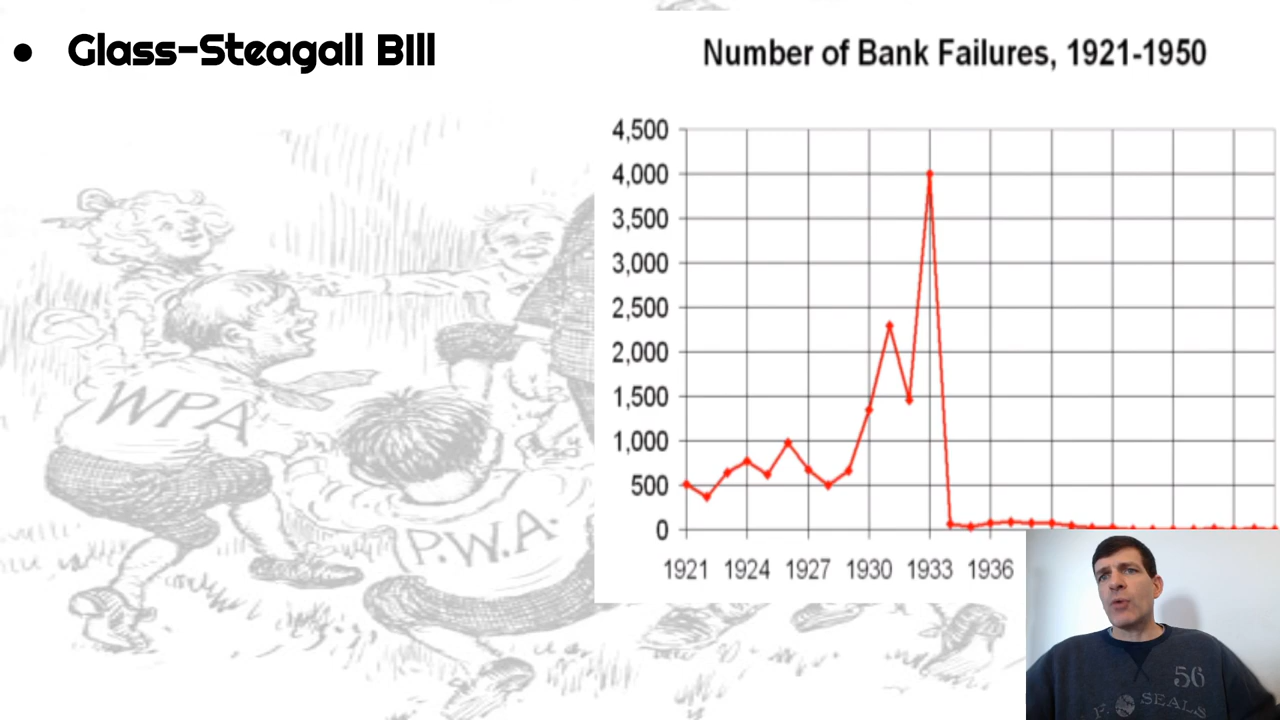 ● Glass-Steagall BIll
Number of Bank Failures, 1921-1950
4,500
4,000
3,500
3,000
2,500
2,000
1,500
1,000
500
0
1921 1924 1927 1930 1933 1936
WPA
P.W.A.
56
SEALS